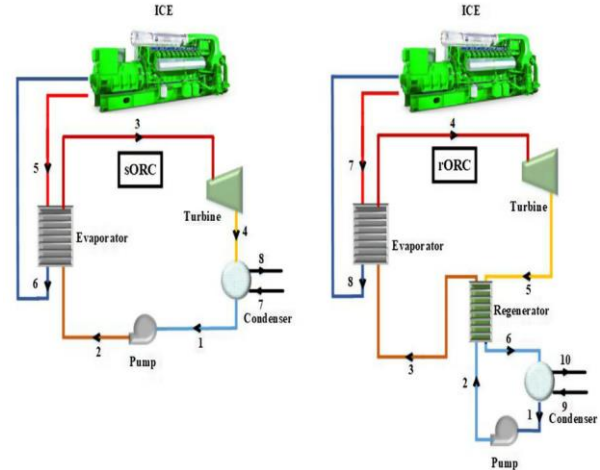 ICE
3
sORC
5
Turbine
Evaporator
4
8
6
7
Condenser
2
1
Pump
ICE
4
rORC
7
Turbine
Evaporator
8
5
Regenerator
6
10
3
2
9
1
Condenser
Pump